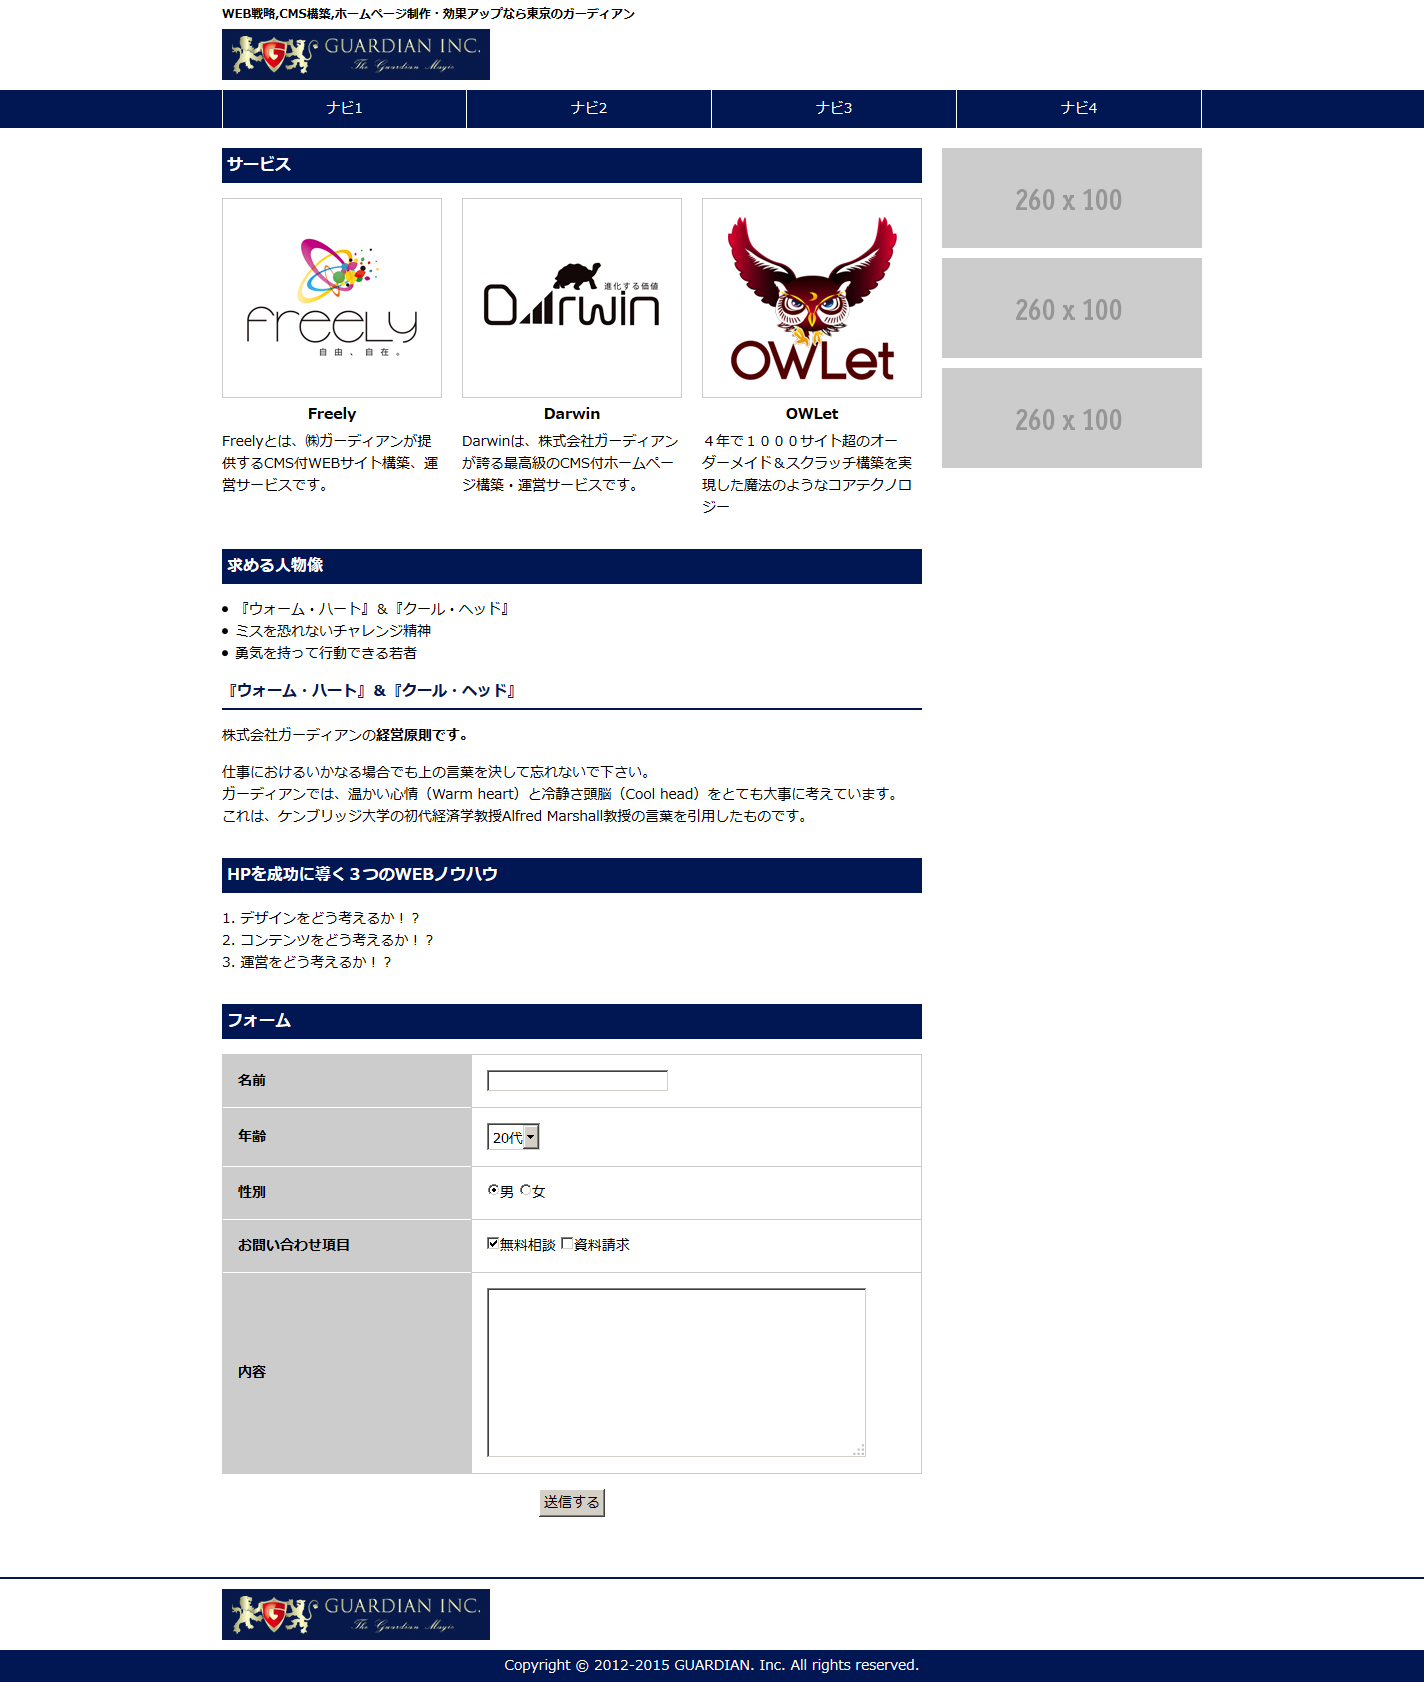 WEB戦略,CMS構築,ホームページ制作・効果アップなら東京のガーディアン
GUARDIAN INC.
The Guardian Magic
ナビ1
ナビ2
ナビ3
ナビ4
サービス
freely
自由、自在。
Darwin
進化する価値
OWLet
260 x 100
260 x 100
260 x 100
Freely
Freelyとは、㈱ガーディアンが提
供するCMS付WEBサイト構築、運
営サービスです。
Darwin
Darwinは、株式会社ガーディアン
が誇る最高級のCMS付ホームペー
ジ構築・運営サービスです。
OWLet
４年で１０００サイト超のオー
ダーメイド＆スクラッチ構築を実
現した魔法のようなコアテクノロ
ジー
求める人物像
● 『ウォーム・ハート』＆『クール・ヘッド』
● ミスを恐れないチャレンジ精神
● 勇気を持って行動できる若者
『ウォーム・ハート』＆『クール・ヘッド』
株式会社ガーディアンの経営原則です。
仕事におけるいかなる場合でも上の言葉を決して忘れないで下さい。
ガーディアンでは、温かい心情（Warm heart）と冷静さ頭脳（Cool head）をとても大事に考えています。
これは、ケンブリッジ大学の初代経済学教授Alfred Marshall教授の言葉を引用したものです。
HPを成功に導く３つのWEBノウハウ
1. デザインをどう考えるか！？
2. コンテンツをどう考えるか！？
3. 運営をどう考えるか！？
フォーム
名前
年齢
20代
性別
男 女
お問い合わせ項目
無料相談 資料請求
内容
送信する
GUARDIAN INC.
The Guardian Magic
Copyright © 2012-2015 GUARDIAN. Inc. All rights reserved.